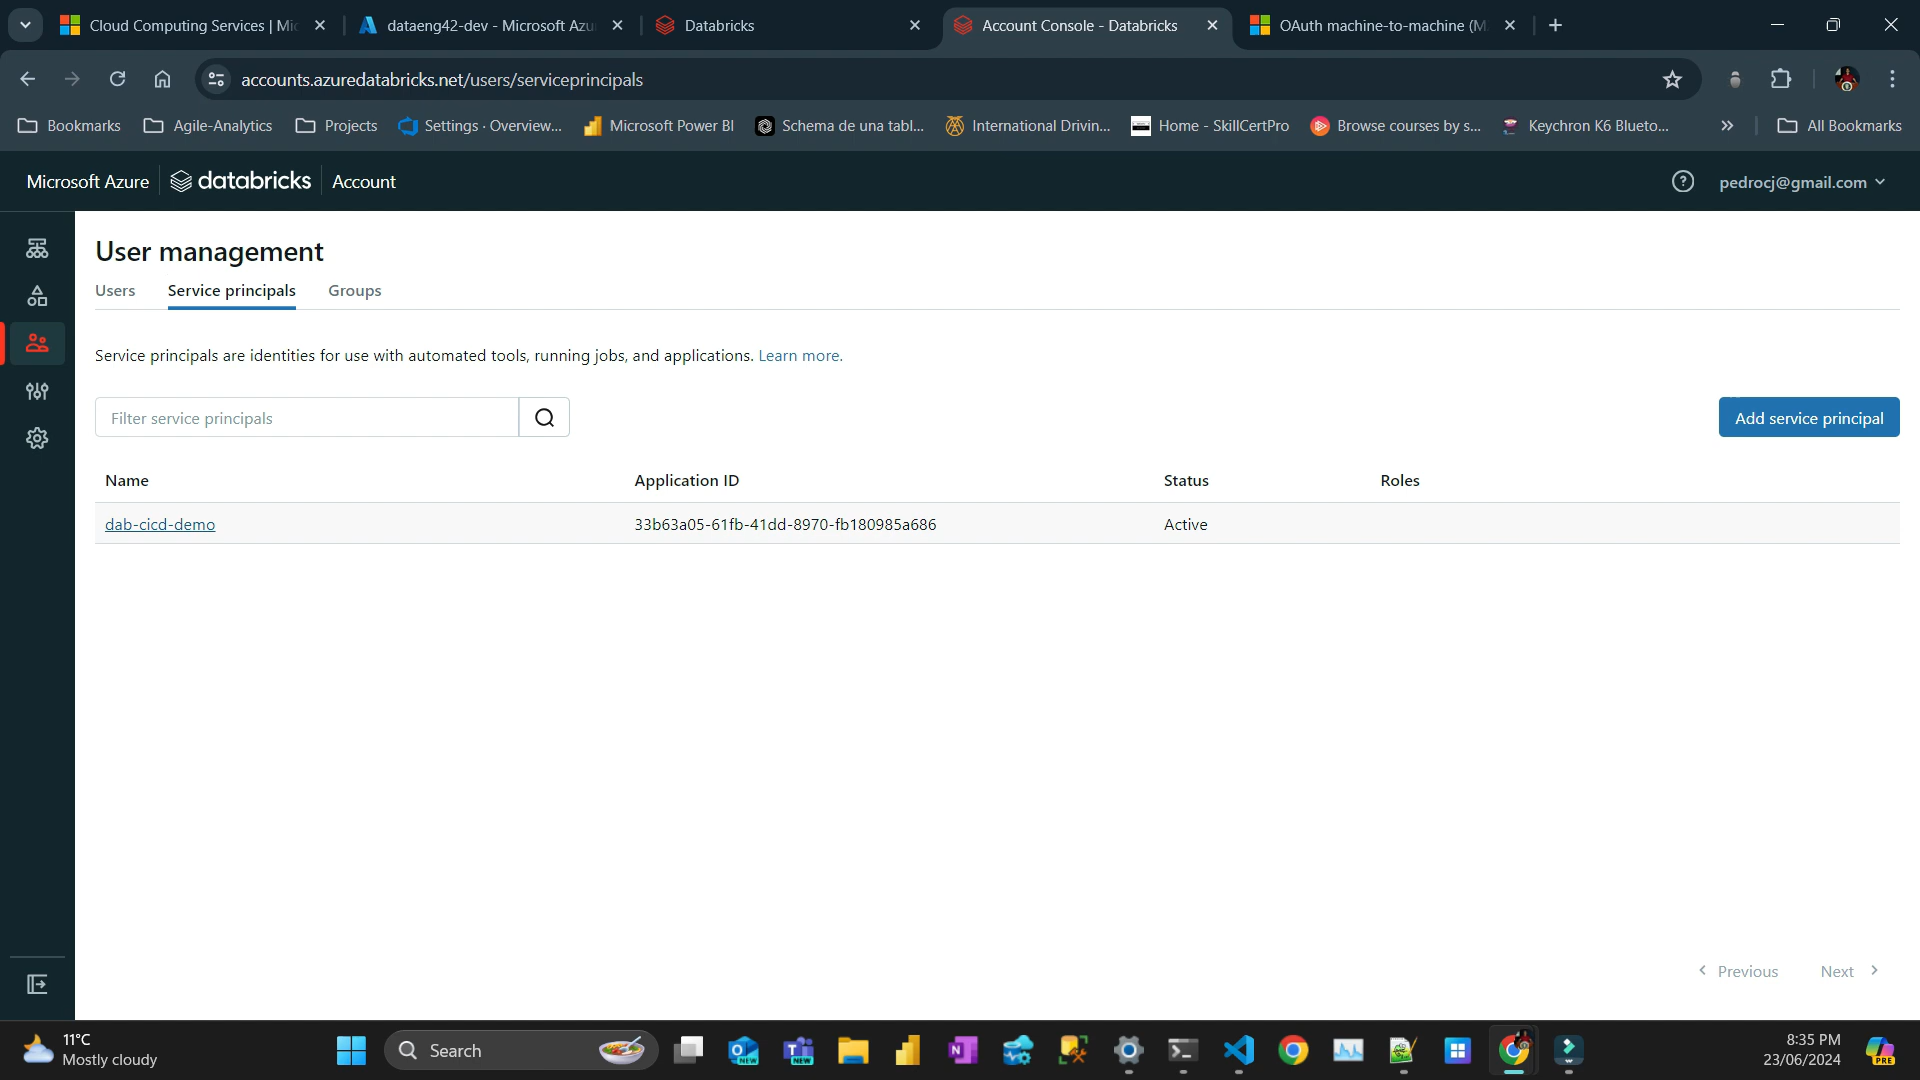 Cloud Computing Services | Mic
dataeng42-dev - Microsoft Azu
Databricks
Account Console - Databricks
OAuth machine-to-machine (M
accounts.azuredatabricks.net/users/serviceprincipals
Bookmarks
Agile-Analytics
Projects
Settings · Overview...
Microsoft Power BI
Schema de una tabl...
International Drivin...
Home - SkillCertPro
Browse courses by s...
Keychron K6 Blueto...
All Bookmarks
Microsoft Azure
databricks
Account
pedrocj@gmail.com
User management
Users
Service principals
Groups
Service principals are identities for use with automated tools, running jobs, and applications. Learn more.
Filter service principals
Add service principal
Name
Application ID
Status
Roles
dab-cicd-demo
33b63a05-61fb-41dd-8970-fb180985a686
Active
Previous
Next
11°C
Mostly cloudy
Search
NEW
NEW
8:35 PM
23/06/2024
PRE